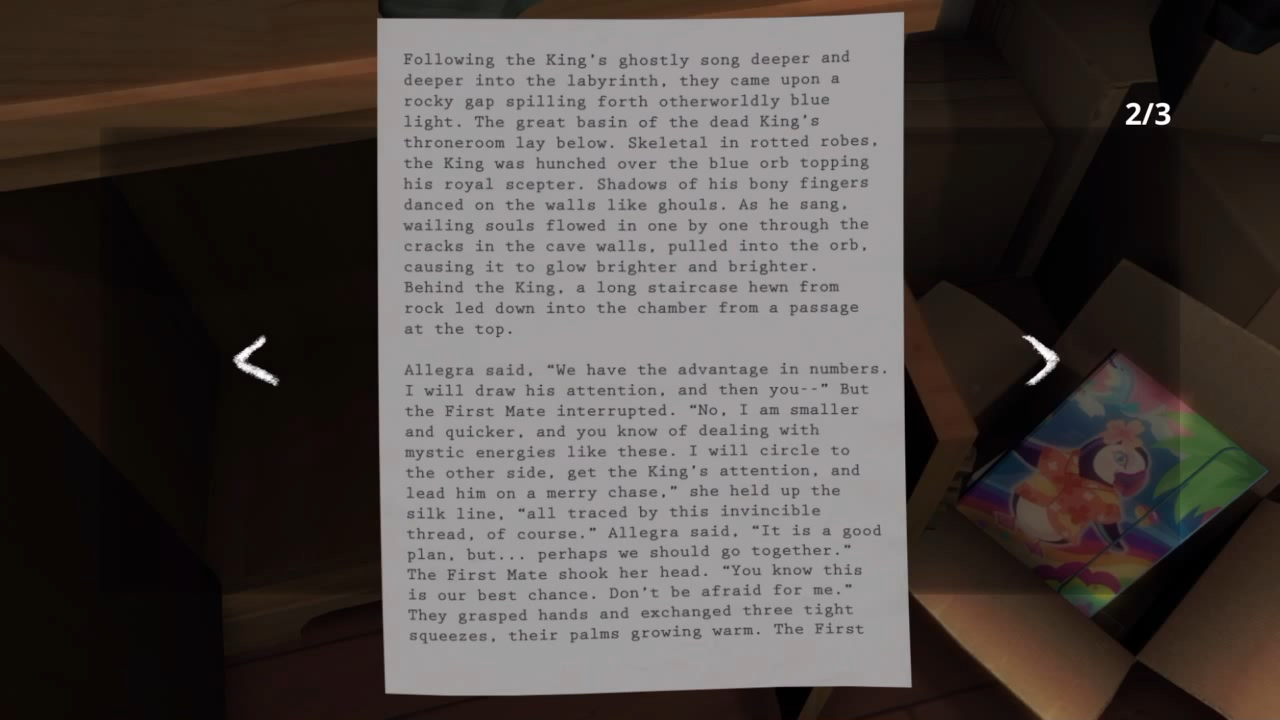 Following the King's ghostly song deeper and
deeper into the labyrinth, they came upon a
rocky gap spilling forth otherworldly blue
light. The great basin of the dead King's
throneroom lay below. Skeletal in rotted robes,
the King was hunched over the blue orb topping
his royal scepter. Shadows of his bony fingers
danced on the walls like ghouls. As he sang,
wailing souls flowed in one by one through the
cracks in the cave walls, pulled into the orb,
causing it to glow brighter and brighter.
Behind the King, a long staircase hewn from
rock led down into the chamber from a passage
at the top.

Allegra said, “We have the advantage in numbers.
I will draw his attention, and then you--” But
the First Mate interrupted. “No, I am smaller
and quicker, and you know of dealing with
mystic energies like these. I will circle to
the other side, get the King's attention, and
lead him on a merry chase,” she held up the
silk line, “all traced by this invincible
thread, of course.” Allegra said, “It is a good
plan, but... perhaps we should go together.”
The First Mate shook her head. “You know this
is our best chance. Don't be afraid for me.”
They grasped hands and exchanged three tight
squeezes, their palms growing warm. The First
2/3